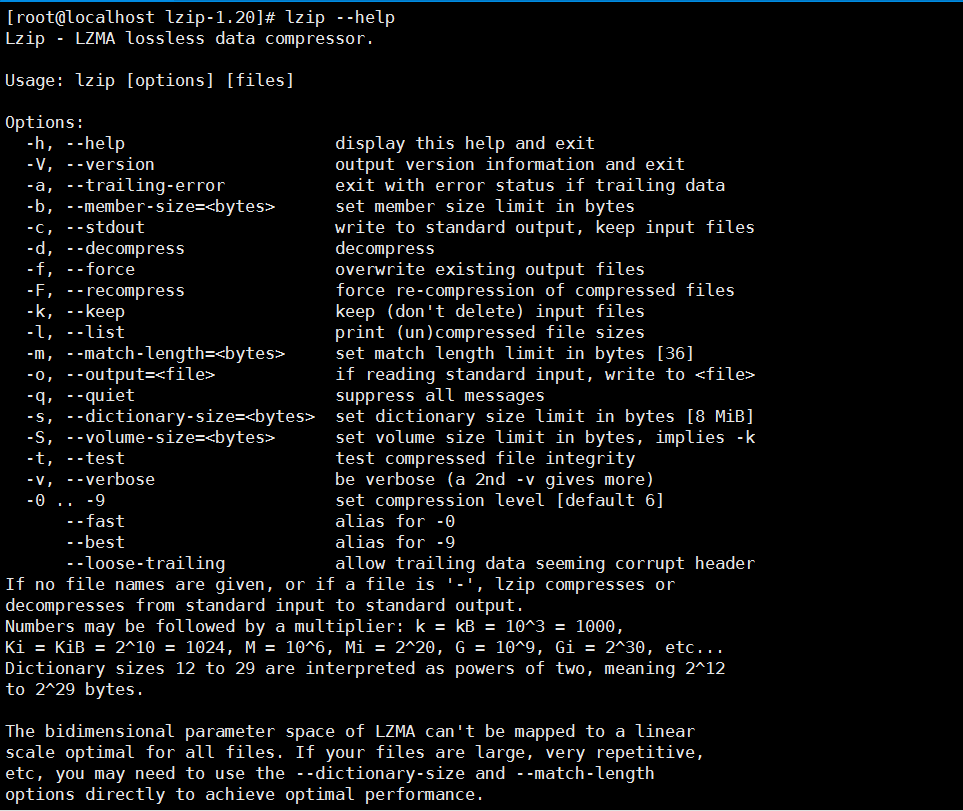 [root@localhost lzip-1.20]# lzip --help
Lzip - LZMA lossless data compressor.

Usage: lzip [options] [files]

Options:
  -h, --help                     display this help and exit
  -V, --version                  output version information and exit
  -a, --trailing-error           exit with error status if trailing data
  -b, --member-size=<bytes>      set member size limit in bytes
  -c, --stdout                   write to standard output, keep input files
  -d, --decompress               decompress
  -f, --force                    overwrite existing output files
  -F, --recompress               force re-compression of compressed files
  -k, --keep                     keep (don't delete) input files
  -l, --list                     print (un)compressed file sizes
  -m, --match-length=<bytes>     set match length limit in bytes [36]
  -o, --output=<file>            if reading standard input, write to <file>
  -q, --quiet                    suppress all messages
  -s, --dictionary-size=<bytes>  set dictionary size limit in bytes [8 MiB]
  -S, --volume-size=<bytes>      set volume size limit in bytes, implies -k
  -t, --test                     test compressed file integrity
  -v, --verbose                  be verbose (a 2nd -v gives more)
  -0 .. -9                       set compression level [default 6]
      --fast                     alias for -0
      --best                     alias for -9
      --loose-trailing           allow trailing data seeming corrupt header
If no file names are given, or if a file is '-', lzip compresses or
decompresses from standard input to standard output.
Numbers may be followed by a multiplier: k = kB = 10^3 = 1000,
Ki = KiB = 2^10 = 1024, M = 10^6, Mi = 2^20, G = 10^9, Gi = 2^30, etc...
Dictionary sizes 12 to 29 are interpreted as powers of two, meaning 2^12
to 2^29 bytes.

The bidimensional parameter space of LZMA can't be mapped to a linear
scale optimal for all files. If your files are large, very repetitive,
etc, you may need to use the --dictionary-size and --match-length
options directly to achieve optimal performance.